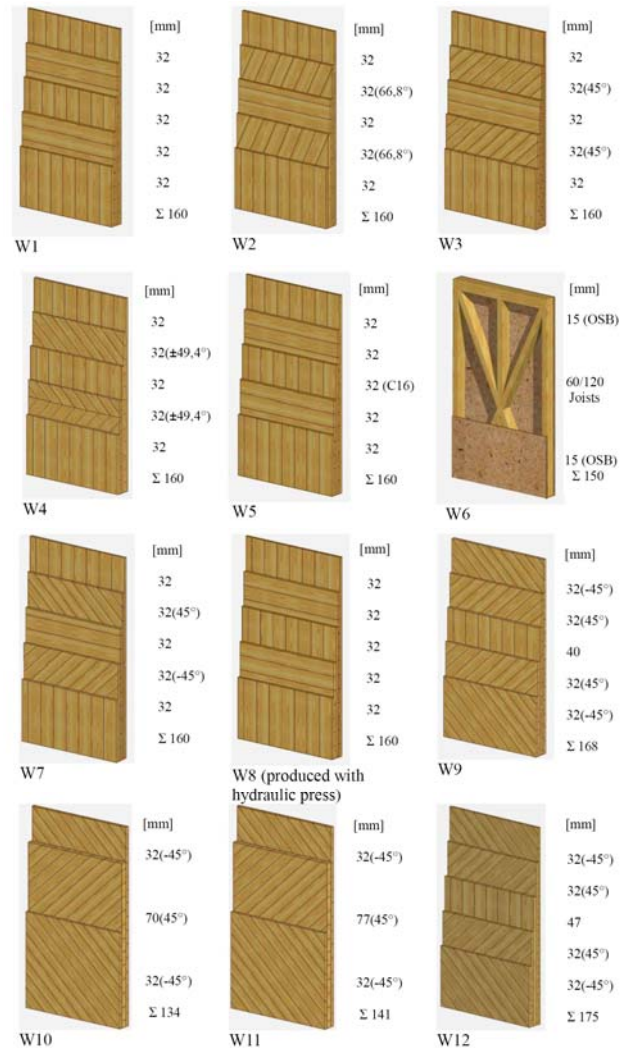 [mm]
32
32
32
32
32
Σ 160
W1
[mm]
32
32(66,8°)
32
32(66,8°)
32
Σ 160
W2
[mm]
32
32(45°)
32
32(45°)
32
Σ 160
W3
[mm]
32
32(±49,4°)
32
32(±49,4°)
32
Σ 160
W4
[mm]
32
32
32 (C16)
32
32
Σ 160
W5
[mm]
15 (OSB)
60/120
Joists
15 (OSB)
Σ 150
W6
[mm]
32
32(45°)
32
32(-45°)
32
Σ 160
W7
[mm]
32
32
32
32
32
Σ 160
W8 (produced with
hydraulic press)
[mm]
32(-45°)
32(45°)
40
32(45°)
32(-45°)
Σ 168
W9
[mm]
32(-45°)
70(45°)
32(-45°)
Σ 134
W10
[mm]
32(-45°)
77(45°)
32(-45°)
Σ 141
W11
[mm]
32(-45°)
32(45°)
47
32(45°)
32(-45°)
Σ 175
W12